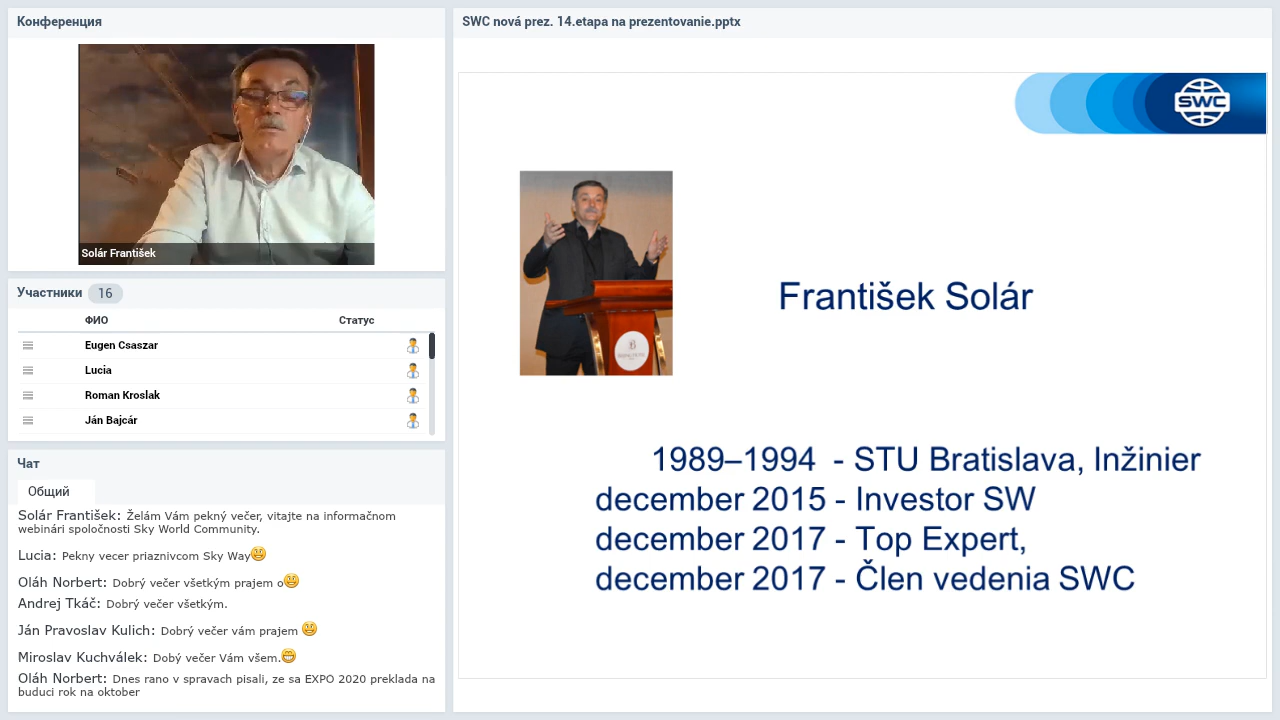 Конференция
Solár František
Участники 16
ФИО Статус
Eugen Csaszar
Lucia
Roman Kroslak
Ján Bajcár
Чат
Общий
Solár František: Želám Vám pekný večer, vitajte na informačnom
webinári spoločnosti Sky World Community.
Lucia: Pekny vecer priaznivcom Sky Way
Oláh Norbert: Dobrý večer všetkým prajem o
Andrej Tkáč: Dobrý večer všetkým.
Ján Pravoslav Kulich: Dobrý večer vám prajem
Miroslav Kuchválek: Dobý večer Vám všem.
Oláh Norbert: Dnes rano v spravach pisali, ze sa EXPO 2020 preklada na
buduci rok na oktober
SWC nová prez. 14.etapa na prezentovanie.pptx
SWC
František Solár
1989–1994 - STU Bratislava, Inžinier
december 2015 - Investor SW
december 2017 - Top Expert,
december 2017 - Člen vedenia SWC